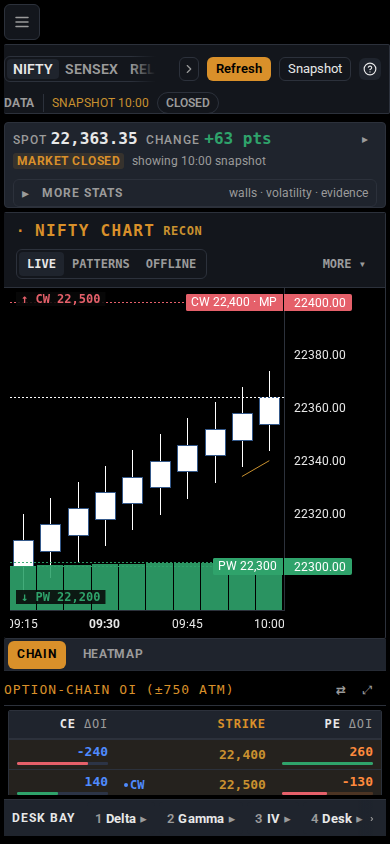 NIFTY SENSEX REL > Refresh Snapshot
DATA SNAPSHOT 10:00 CLOSED
SPOT 22,363.35 CHANGE +63 pts ▸
MARKET CLOSED showing 10:00 snapshot
▸ MORE STATS walls · volatility · evidence
· NIFTY CHART RECON
LIVE PATTERNS OFFLINE MORE ▾
↑ CW 22,500 CW 22,400 · MP 22400.00
22380.00
22360.00
22340.00
22320.00
PW 22,300 22300.00
↓ PW 22,200
09:15 09:30 09:45 10:00
CHAIN HEATMAP
OPTION-CHAIN OI (±750 ATM) ⇄ ⤢
CE ΔOI STRIKE PE ΔOI
-240 22,400 260
140 •CW 22,500 -130
DESK BAY 1 Delta ▸ 2 Gamma ▸ 3 IV ▸ 4 Desk ▸ ›